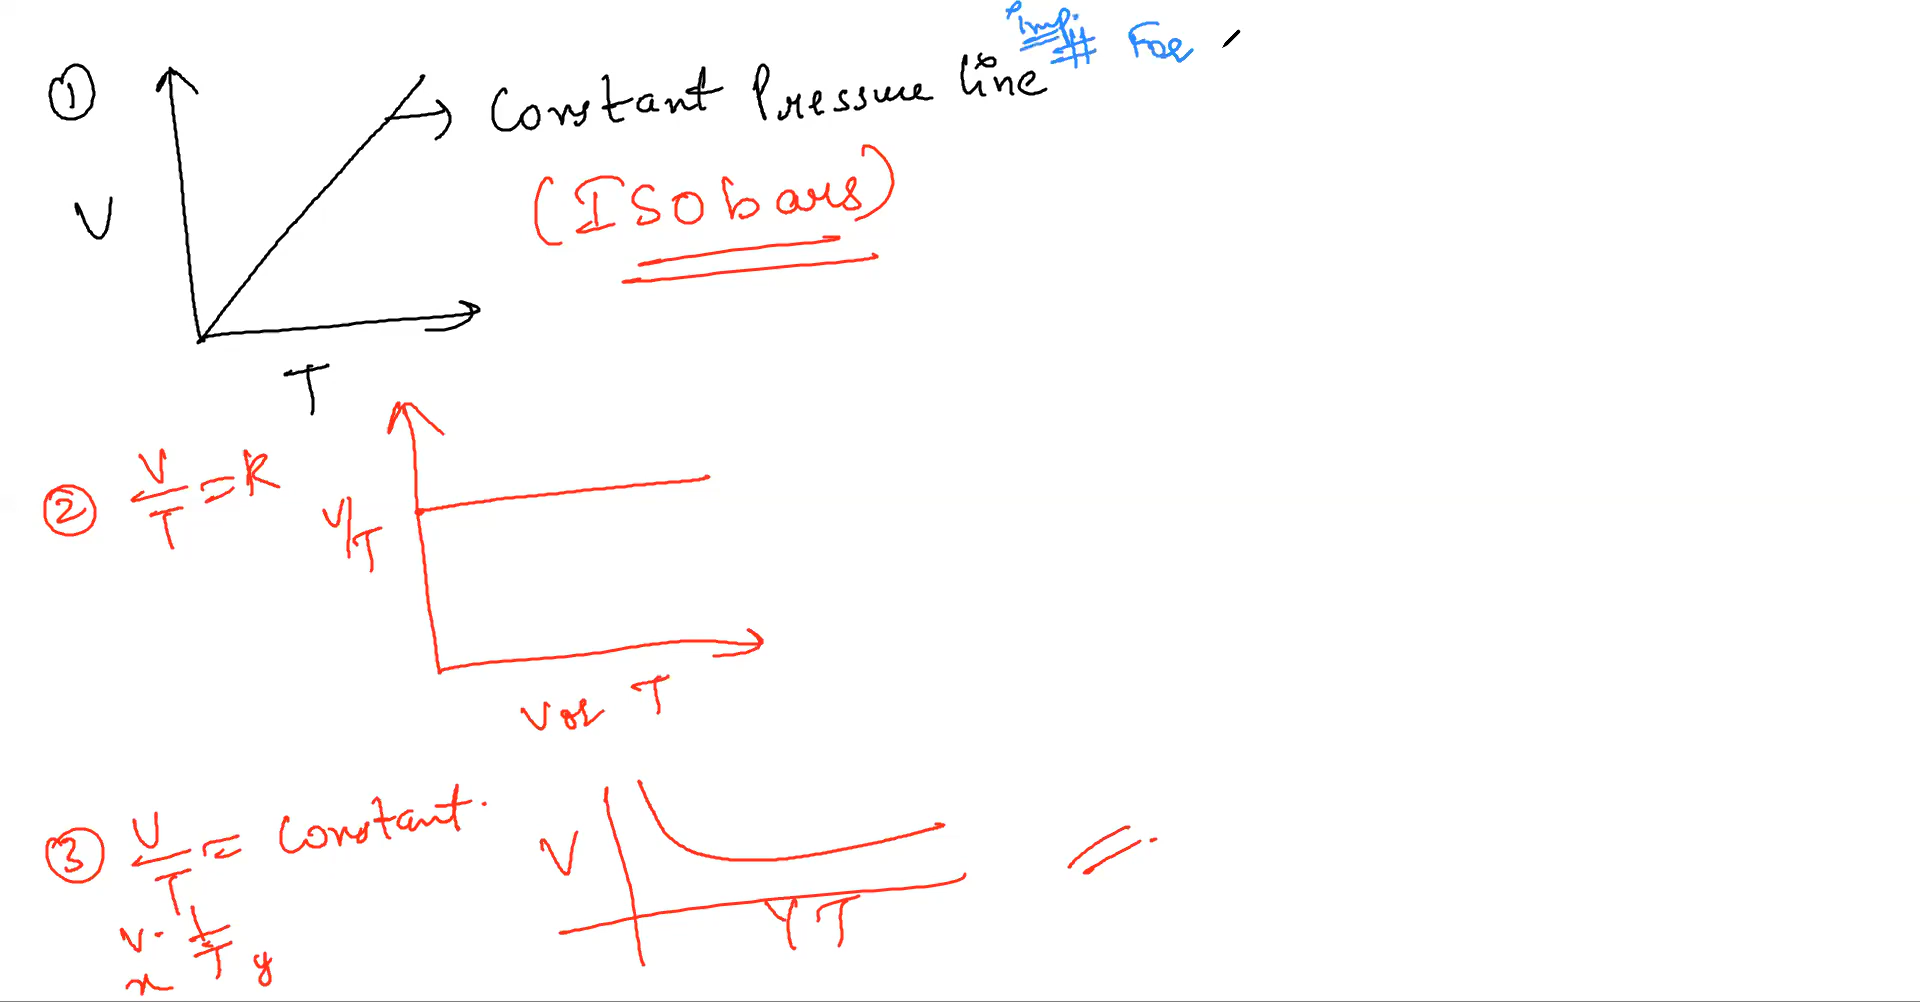 Imp. # For
① Constant Pressure line
V
(ISobars)
T
② V/T = K
V/T
V or T
③ V/T = Constant.
V
V. 1/T
x y